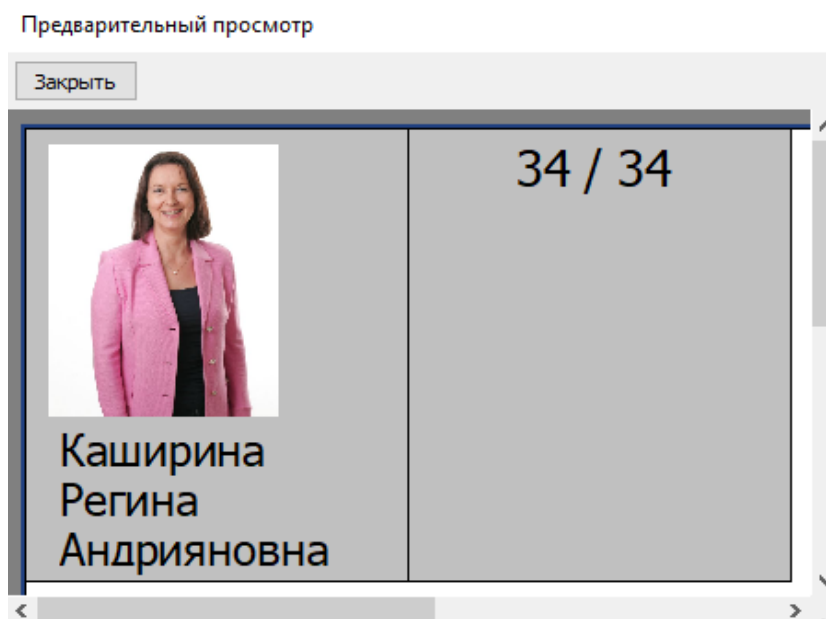 Предварительный просмотр
Закрыть
34 / 34
Каширина
Регина
Андрияновна